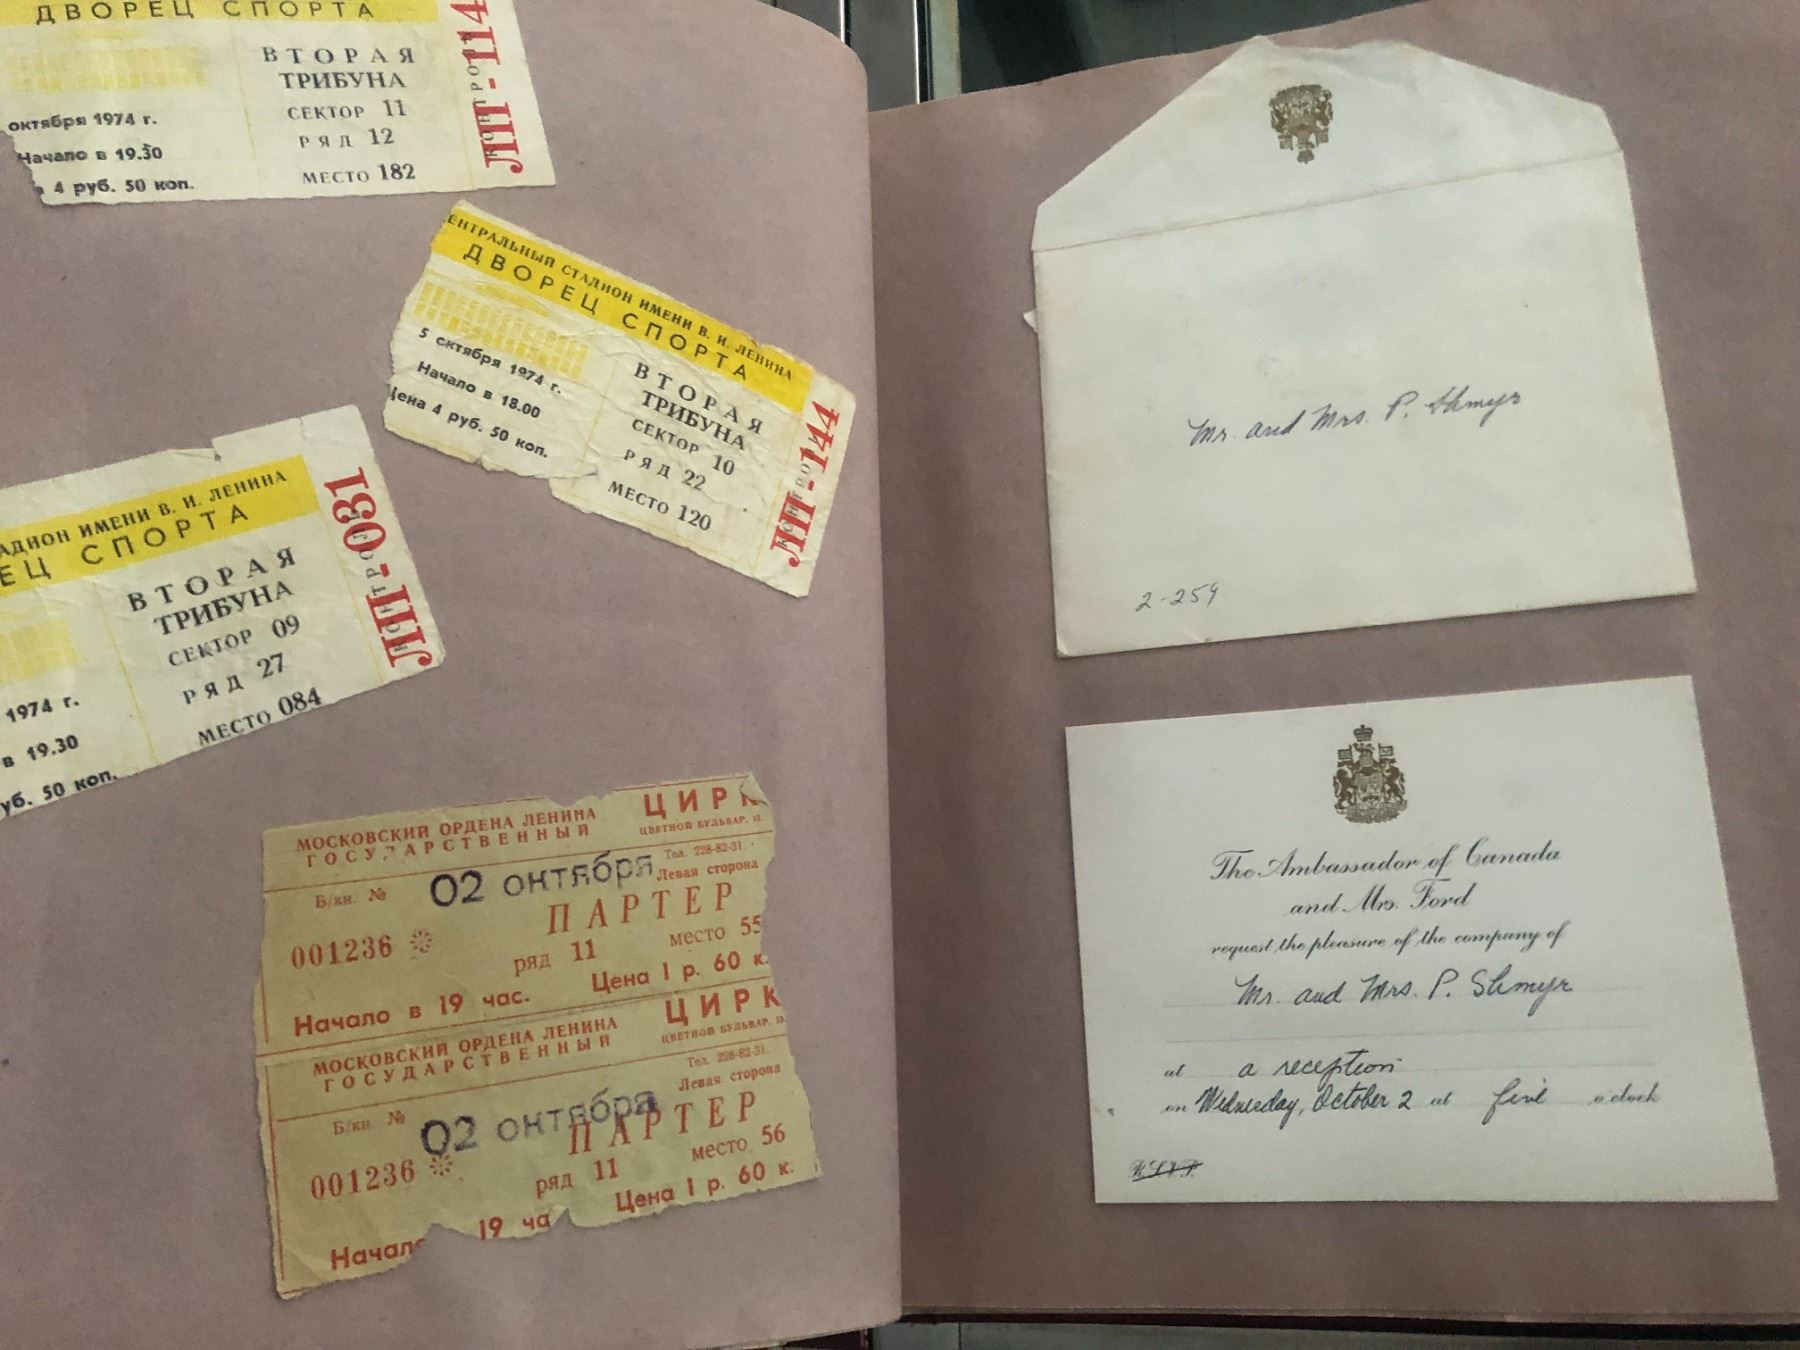 ДВОРЕЦ СПОРТА
октября 1974 г.
Начало в 19.30
4 руб. 50 коп.
ВТОРАЯ
ТРИБУНА
СЕКТОР 11
РЯД 12
МЕСТО 182
КОНТРОЛЬ
ЛП-114
ЕНТРАЛЬНЫЙ СТАДИОН ИМЕНИ В. И. ЛЕНИНА
ДВОРЕЦ СПОРТА
5 октября 1974 г.
Начало в 18.00
Цена 4 руб. 50 коп.
ВТОРАЯ
ТРИБУНА
СЕКТОР 10
РЯД 22
МЕСТО 120
КОНТРОЛЬ
ЛП-144
АДИОН ИМЕНИ В. И. ЛЕНИНА
ЕЦ СПОРТА
1974 г.
в 19.30
уб. 50 коп.
ВТОРАЯ
ТРИБУНА
СЕКТОР 09
РЯД 27
МЕСТО 084
КОНТРОЛЬ
ЛП-031
МОСКОВСКИЙ ОРДЕНА ЛЕНИНА
ГОСУДАРСТВЕННЫЙ
ЦИРК
ЦВЕТНОЙ БУЛЬВАР, 13.
Тел. 228-82-31.
Б/кн. №
02 октября
Левая сторона
ПАРТЕР
001236
ряд 11 место 55
Начало в 19 час. Цена 1 р. 60 к.
МОСКОВСКИЙ ОРДЕНА ЛЕНИНА
ГОСУДАРСТВЕННЫЙ
ЦИРК
ЦВЕТНОЙ БУЛЬВАР, 13
Тел. 228-82-31.
Б/кн. №
02 октября
Левая сторона
ПАРТЕР
001236
ряд 11 место 56
Начало 19 ча Цена 1 р. 60 к.
Mr. and Mrs. P. Shmyr
2-259
The Ambassador of Canada
and Mrs. Ford
request the pleasure of the company of
Mr. and Mrs. P. Shmyr
at a reception
on Wednesday, October 2 at five o'clock
R.S.V.P.